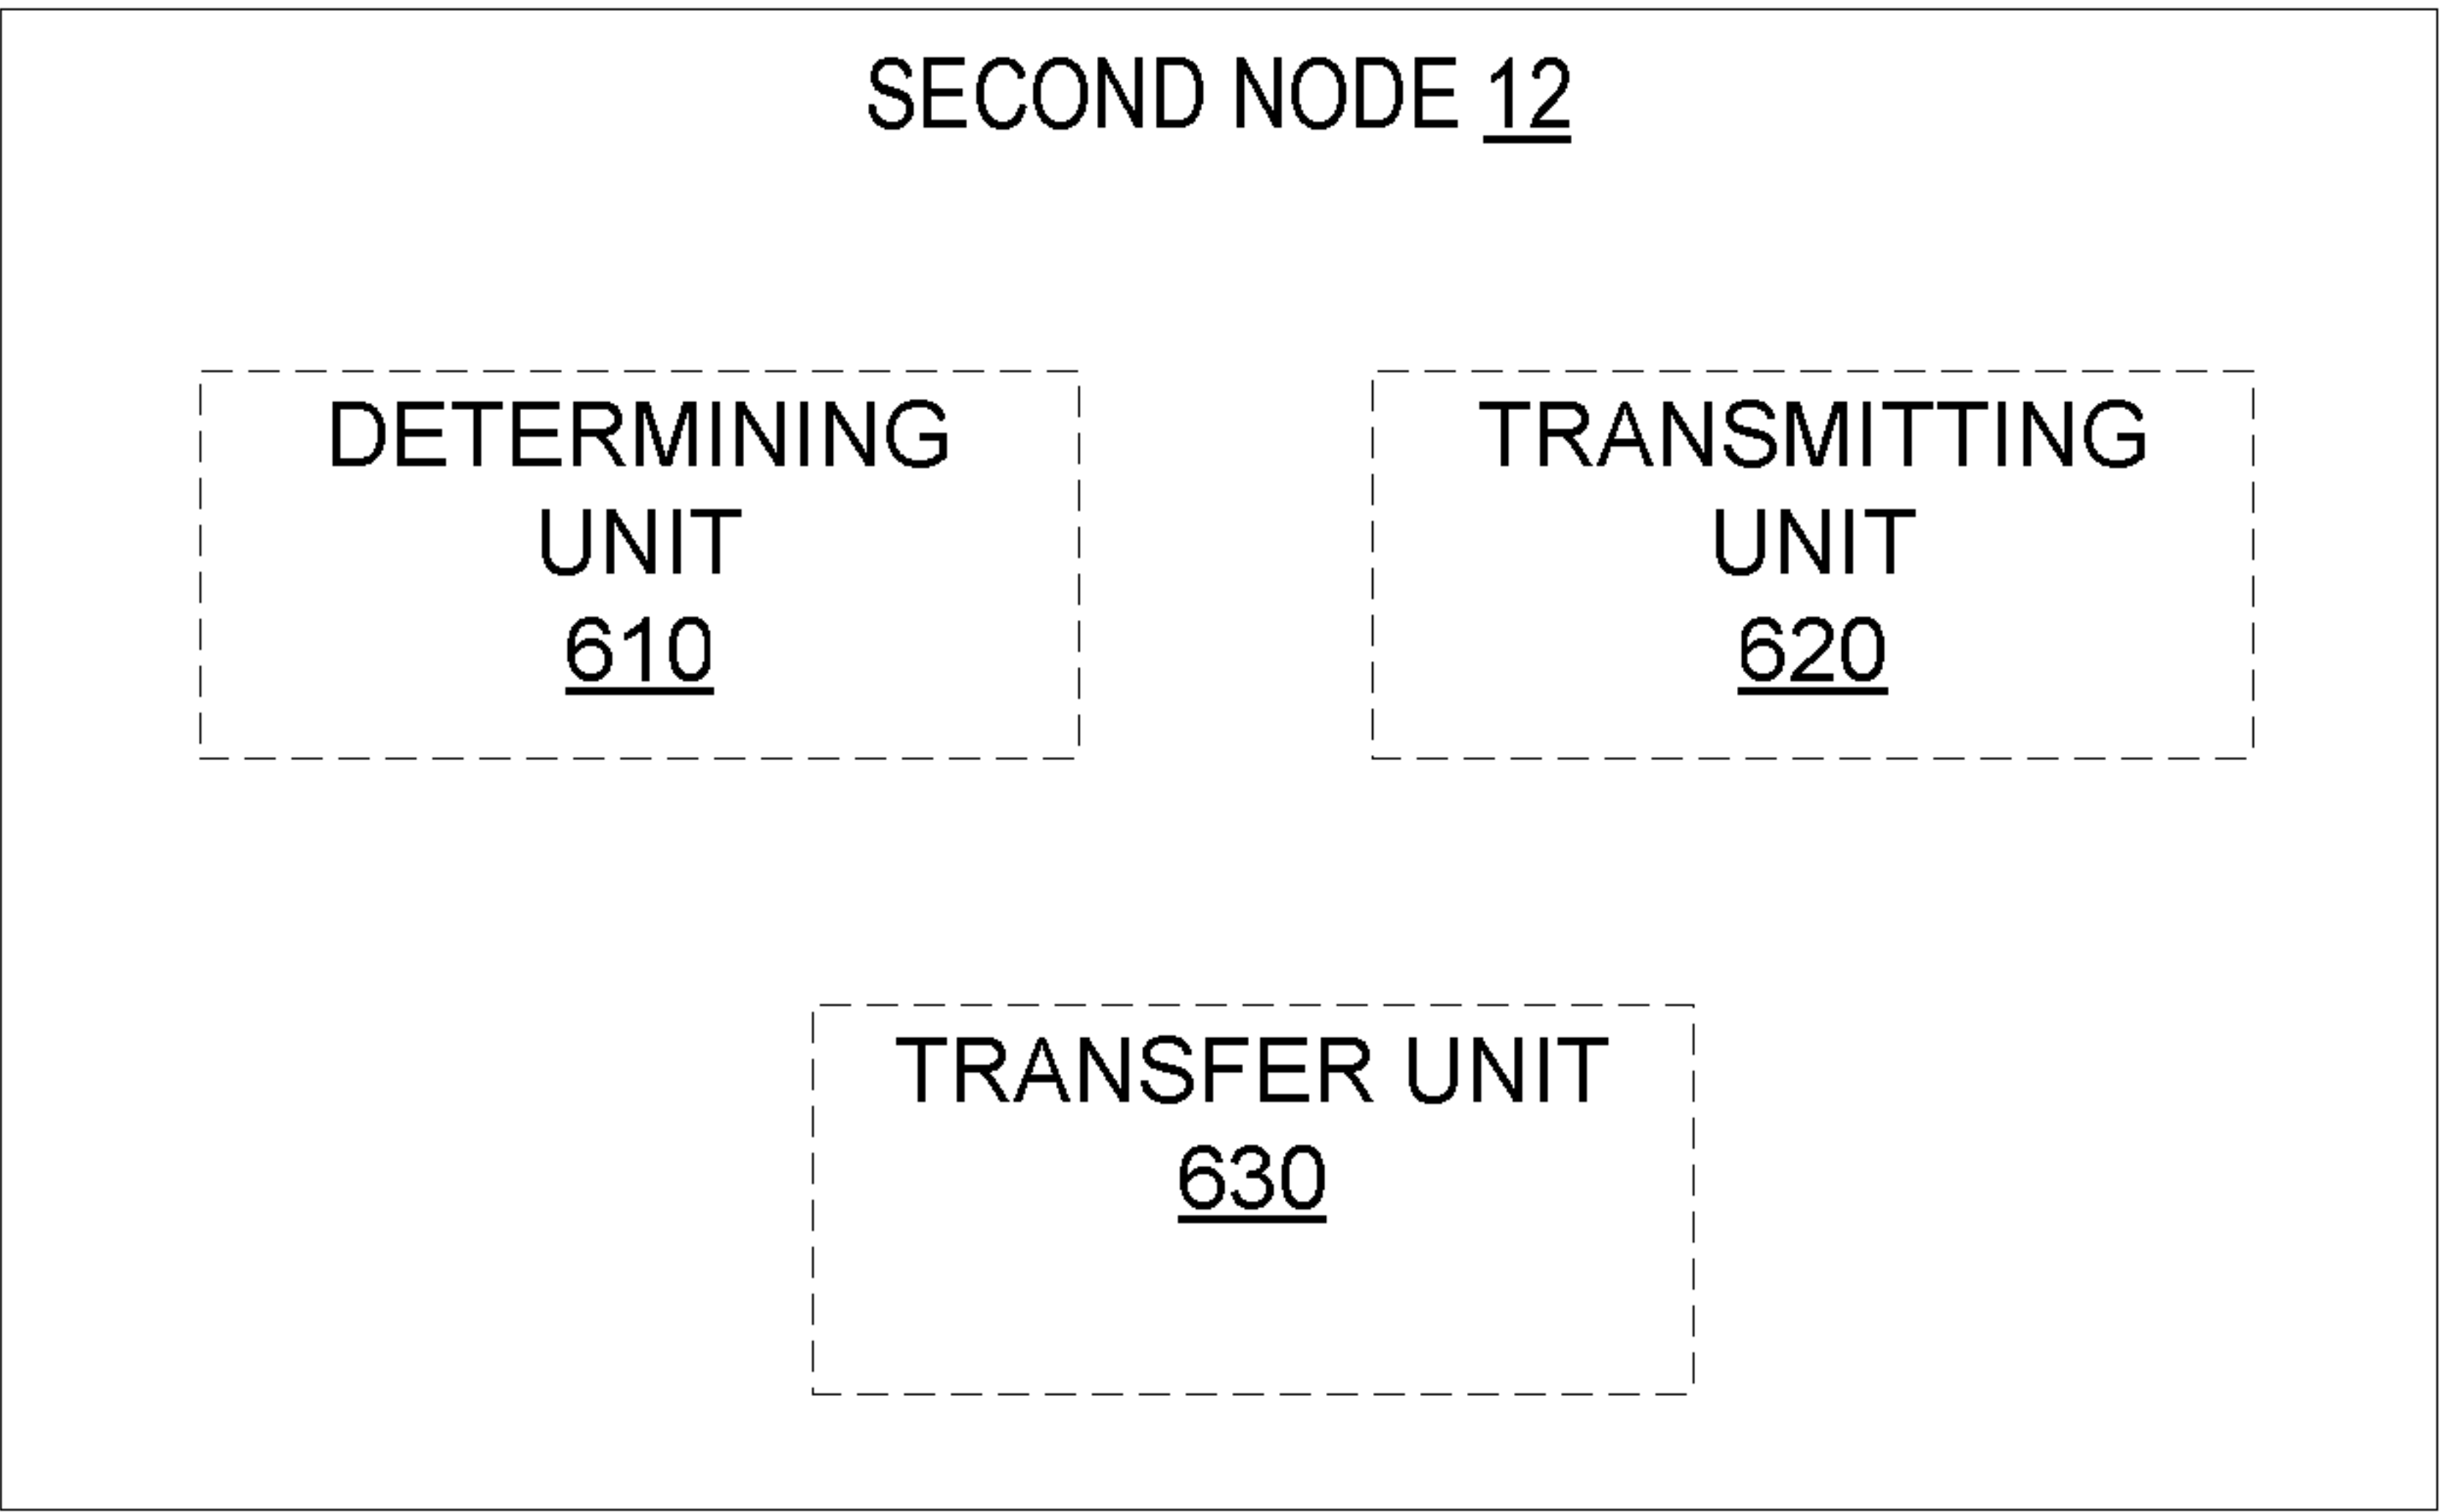 SECOND NODE 12
DETERMINING
UNIT
610
TRANSMITTING
UNIT
620
TRANSFER UNIT
630